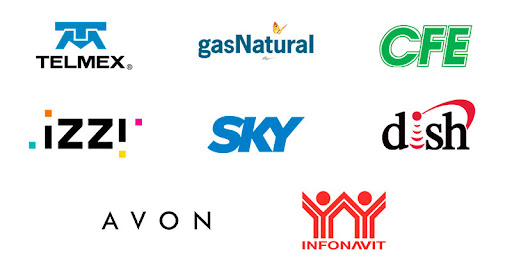 TELMEX®
gasNatural
CFE
izzi
SKY
dish
AVON
INFONAVIT